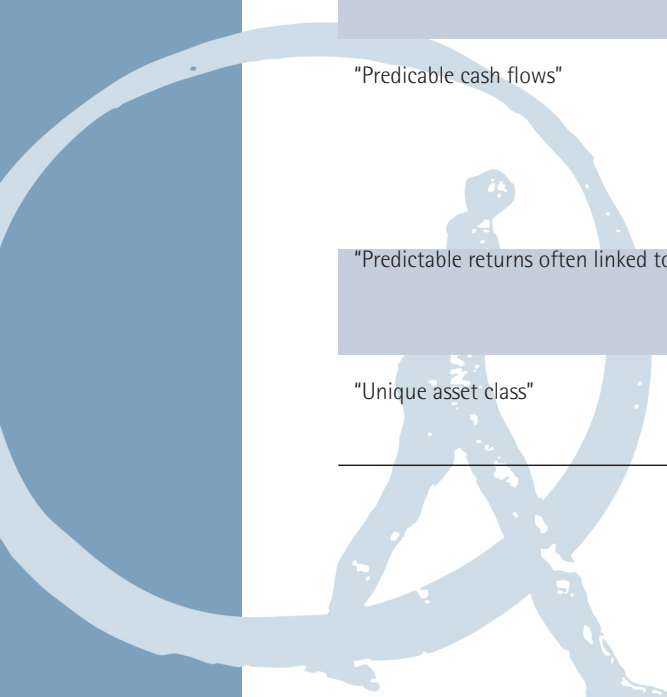 "Predicable cash flows"
"Predictable returns often linked to
"Unique asset class"